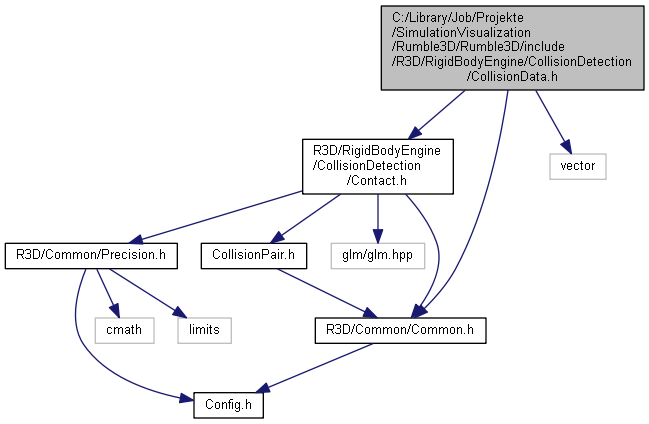 C:/Library/Job/Projekte
/SimulationVisualization
/Rumble3D/Rumble3D/include
/R3D/RigidBodyEngine/CollisionDetection
/CollisionData.h
R3D/RigidBodyEngine
/CollisionDetection
/Contact.h
vector
R3D/Common/Precision.h
CollisionPair.h
glm/glm.hpp
cmath
limits
R3D/Common/Common.h
Config.h